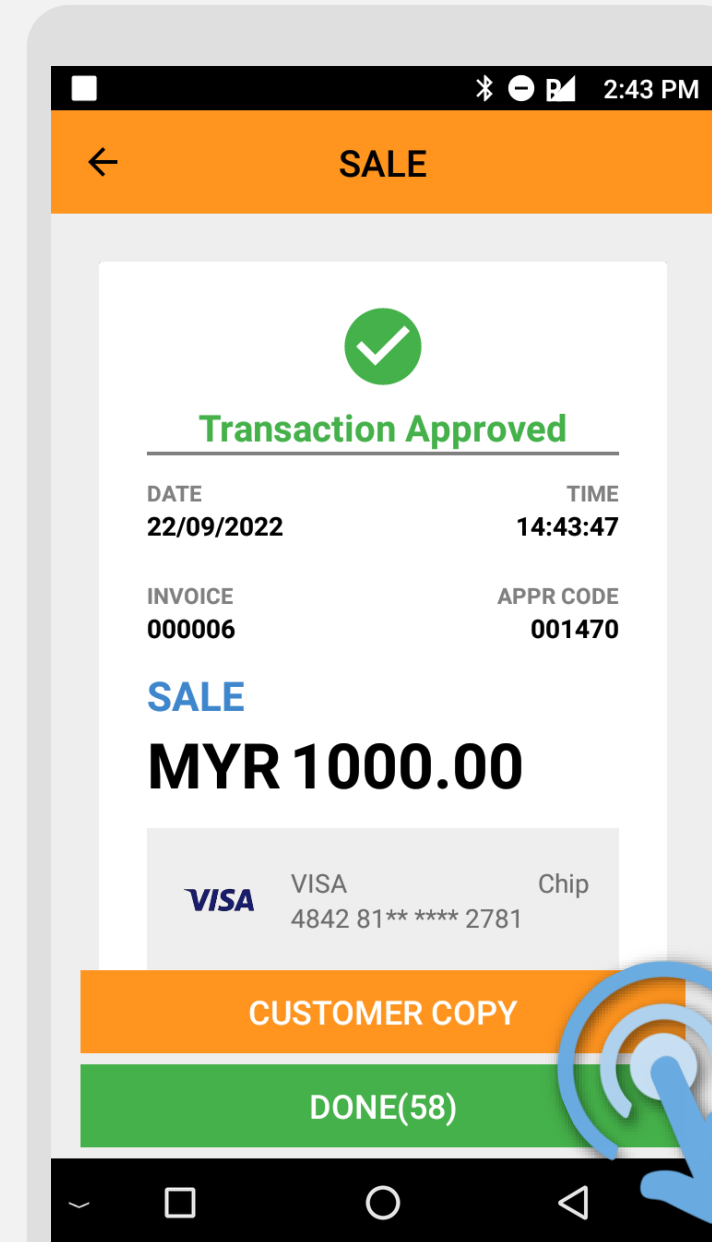 2:43 PM
SALE
Transaction Approved
DATE TIME
22/09/2022 14:43:47
INVOICE APPR CODE
000006 001470
SALE
MYR 1000.00
VISA VISA Chip
4842 81** **** 2781
CUSTOMER COPY
DONE(58)